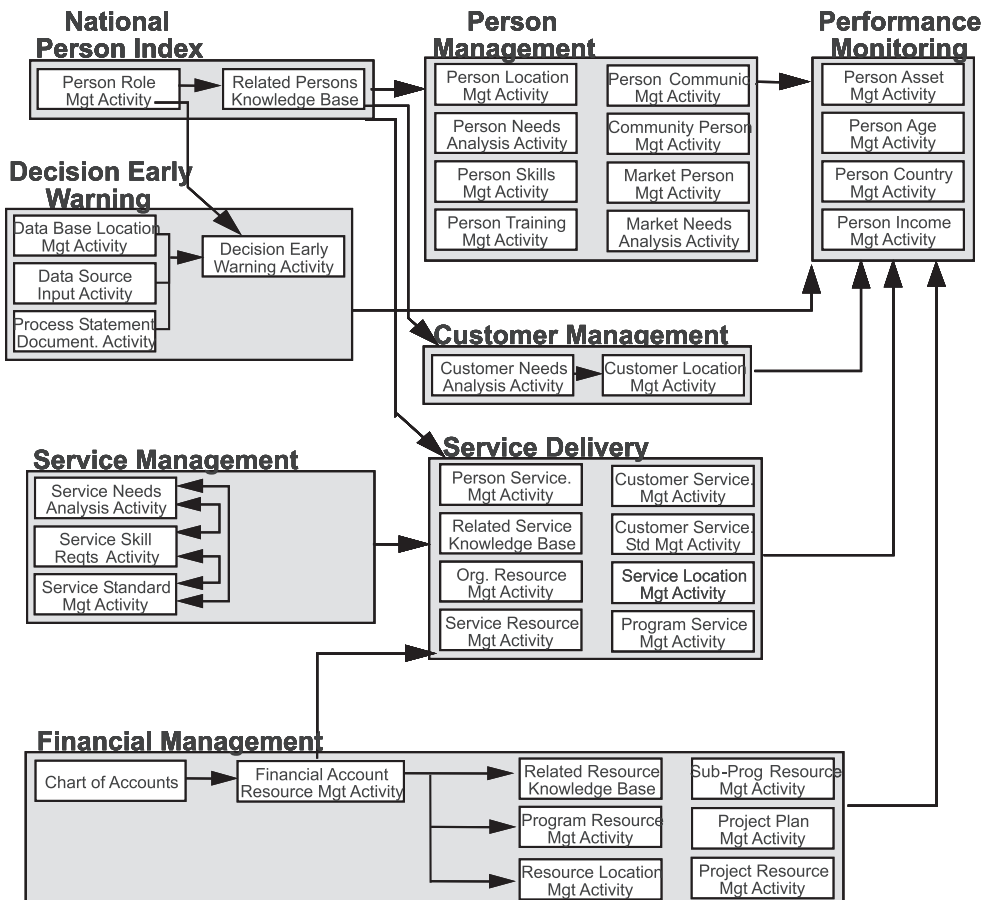 National
Person Index
Person Role
Mgt Activity
Related Persons
Knowledge Base
Person
Management
Person Location
Mgt Activity
Person Communic
Mgt Activity
Person Needs
Analysis Activity
Community Person
Mgt Activity
Person Skills
Mgt Activity
Market Person
Mgt Activity
Person Training
Mgt Activity
Market Needs
Analysis Activity
Performance
Monitoring
Person Asset
Mgt Activity
Person Age
Mgt Activity
Person Country
Mgt Activity
Person Income
Mgt Activity
Decision Early
Warning
Data Base Location
Mgt Activity
Data Source
Input Activity
Process Statement
Document. Activity
Decision Early
Warning Activity
Customer Management
Customer Needs
Analysis Activity
Customer Location
Mgt Activity
Service Management
Service Needs
Analysis Activity
Service Skill
Reqts Activity
Service Standard
Mgt Activity
Service Delivery
Person Service.
Mgt Activity
Customer Service.
Mgt Activity
Related Service
Knowledge Base
Customer Service.
Std Mgt Activity
Org. Resource
Mgt Activity
Service Location
Mgt Activity
Service Resource
Mgt Activity
Program Service
Mgt Activity
Financial Management
Chart of Accounts
Financial Account
Resource Mgt Activity
Related Resource
Knowledge Base
Sub-Prog Resource
Mgt Activity
Program Resource
Mgt Activity
Project Plan
Mgt Activity
Resource Location
Mgt Activity
Project Resource
Mgt Activity